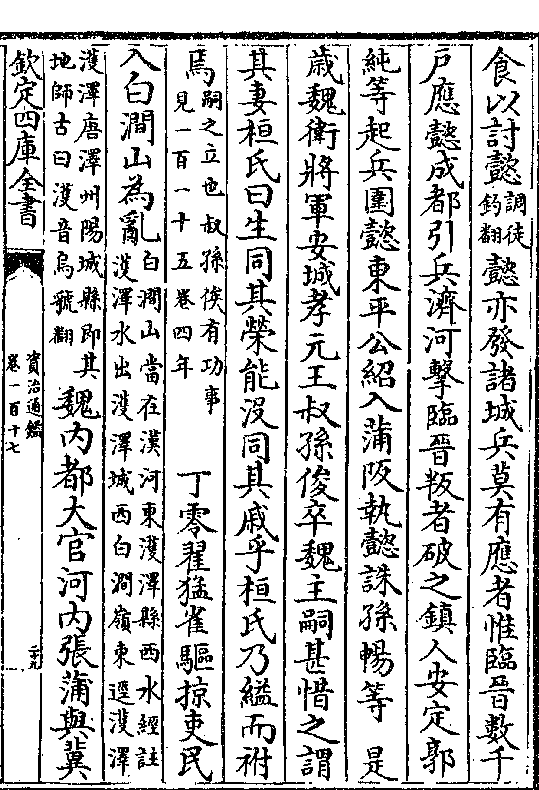 食以討懿調徒
釣翻懿亦發諸城兵莫有應者惟臨晉數千
戸應懿成都引兵濟河擊臨晉叛者破之鎮人安定郭
純等起兵圍懿東平公紹入蒲阪執懿誅孫暢等　是
歲魏衛將軍安城孝元王叔孫俊卒魏主嗣甚惜之謂
其妻桓氏曰生同其榮能沒同其戚乎桓氏乃縊而祔
焉嗣之立也叔孫俊有功事
見一百一十五卷四年　丁零翟猛雀驅掠吏民
入白澗山為亂白澗山當在漢河東濩澤縣西水經註
濩澤水出濩澤城西白澗嶺東逕濩澤
濩澤唐澤州陽城縣即其
地師古曰濩音烏虢翻　魏内都大官河内張蒲與冀
欽定四庫全書
資治通鑑
卷一百十七